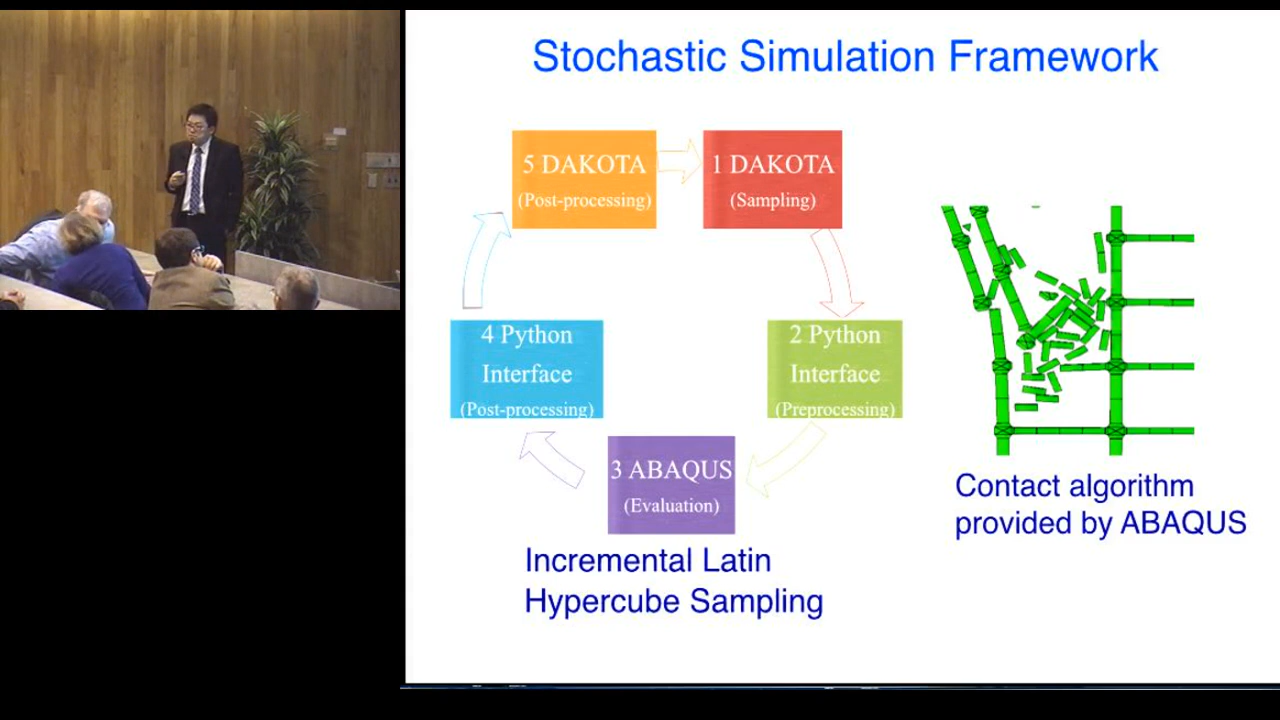 Stochastic Simulation Framework
5 DAKOTA
(Post-processing)
1 DAKOTA
(Sampling)
4 Python
Interface
(Post-processing)
2 Python
Interface
(Preprocessing)
3 ABAQUS
(Evaluation)
Incremental Latin
Hypercube Sampling
Contact algorithm
provided by ABAQUS